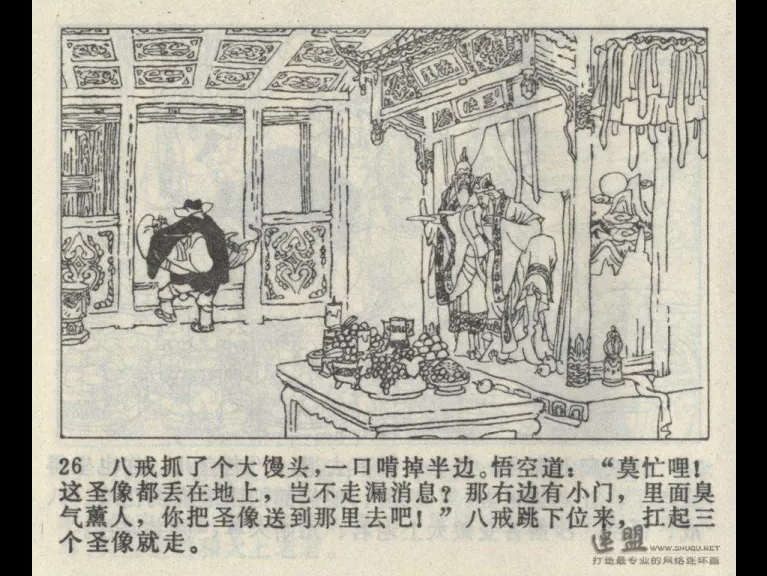 三法
26 八戒抓了个大馒头，一口啃掉半边。悟空道：“莫忙哩！
这圣像都丢在地上，岂不走漏消息？那右边有小门，里面臭
气薰人，你把圣像送到那里去吧！”八戒跳下位来，扛起三
个圣像就走。
连盟 WWW.SHUQU.NET
打造最专业的网络连环画